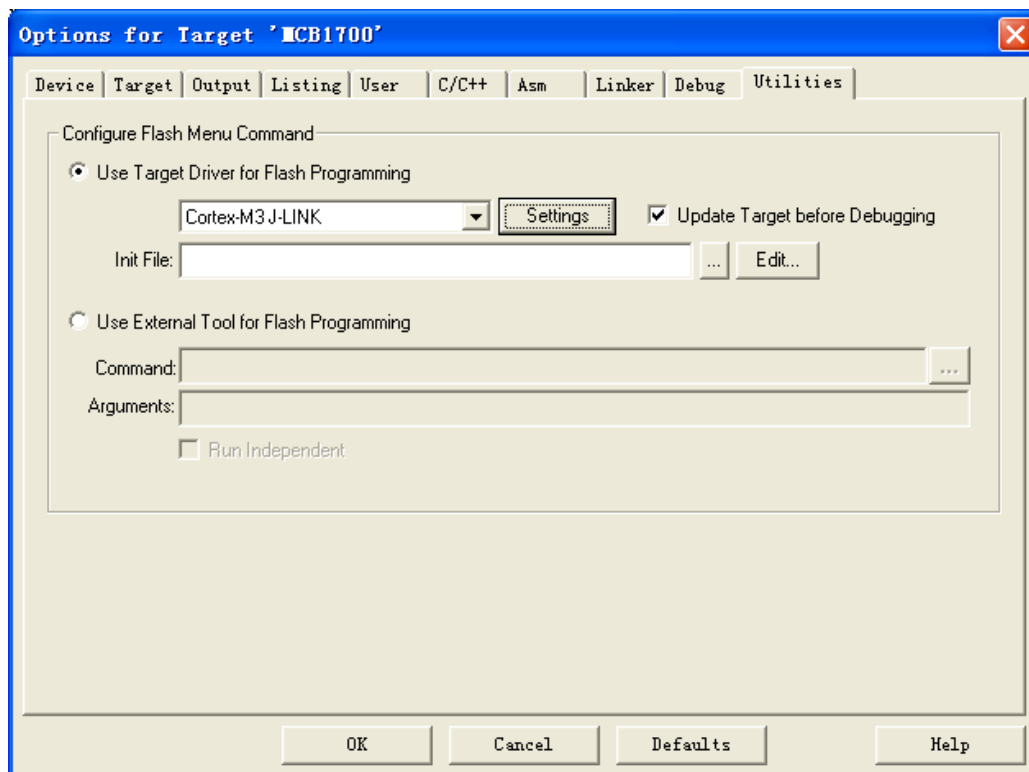 Options for Target 'MCB1700'
Device Target Output Listing User C/C++ Asm Linker Debug Utilities
Configure Flash Menu Command
Use Target Driver for Flash Programming
Cortex-M3 J-LINK Settings Update Target before Debugging
Init File: ... Edit...
Use External Tool for Flash Programming
Command: ...
Arguments:
Run Independent
OK Cancel Defaults Help